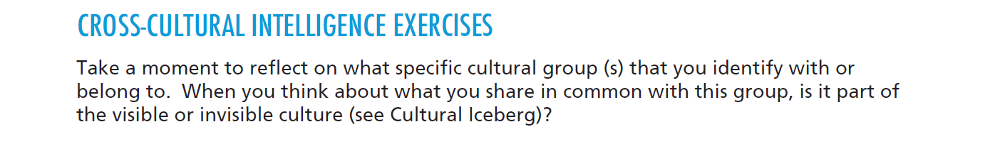 CROSS-CULTURAL INTELLIGENCE EXERCISES
Take a moment to reflect on what specific cultural group (s) that you identify with or
belong to.  When you think about what you share in common with this group, is it part of
the visible or invisible culture (see Cultural Iceberg)?